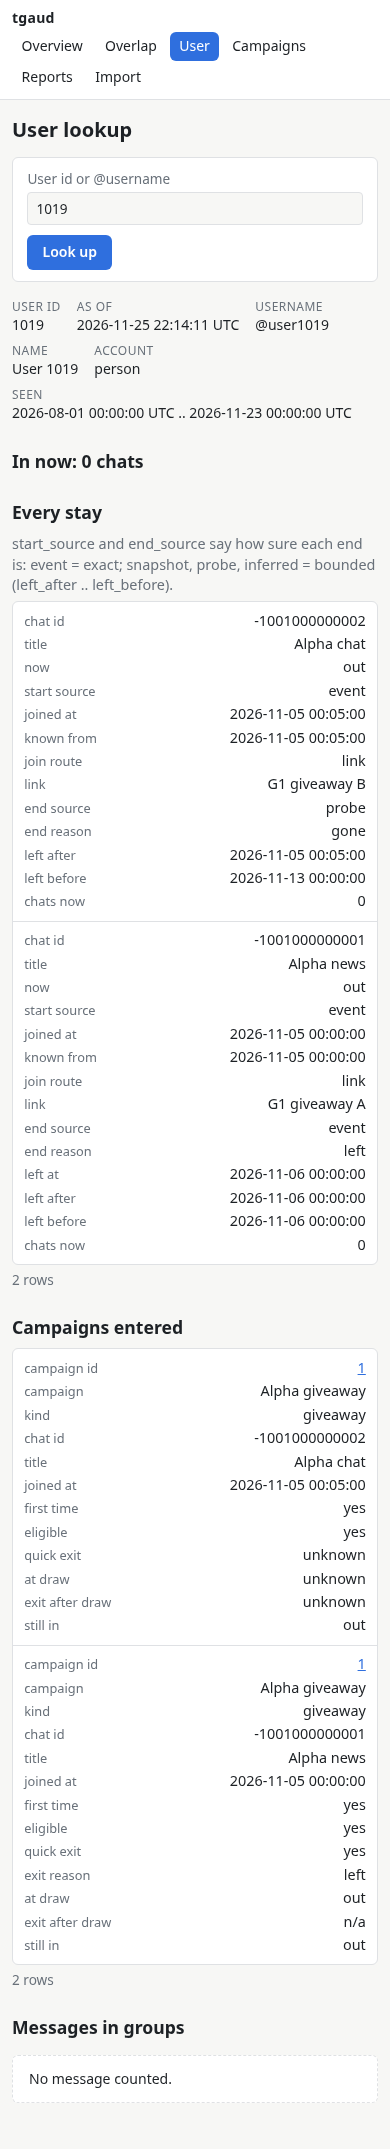 tgaud
Overview Overlap User Campaigns
Reports Import
User lookup
User id or @username
1019
Look up
USER ID AS OF USERNAME
1019 2026-11-25 22:14:11 UTC @user1019
NAME ACCOUNT
User 1019 person
SEEN
2026-08-01 00:00:00 UTC .. 2026-11-23 00:00:00 UTC
In now: 0 chats
Every stay
start_source and end_source say how sure each end
is: event = exact; snapshot, probe, inferred = bounded
(left_after .. left_before).
chat id -1001000000002
title Alpha chat
now out
start source event
joined at 2026-11-05 00:05:00
known from 2026-11-05 00:05:00
join route link
link G1 giveaway B
end source probe
end reason gone
left after 2026-11-05 00:05:00
left before 2026-11-13 00:00:00
chats now 0
chat id -1001000000001
title Alpha news
now out
start source event
joined at 2026-11-05 00:00:00
known from 2026-11-05 00:00:00
join route link
link G1 giveaway A
end source event
end reason left
left at 2026-11-06 00:00:00
left after 2026-11-06 00:00:00
left before 2026-11-06 00:00:00
chats now 0
2 rows
Campaigns entered
campaign id 1
campaign Alpha giveaway
kind giveaway
chat id -1001000000002
title Alpha chat
joined at 2026-11-05 00:05:00
first time yes
eligible yes
quick exit unknown
at draw unknown
exit after draw unknown
still in out
campaign id 1
campaign Alpha giveaway
kind giveaway
chat id -1001000000001
title Alpha news
joined at 2026-11-05 00:00:00
first time yes
eligible yes
quick exit yes
exit reason left
at draw out
exit after draw n/a
still in out
2 rows
Messages in groups
No message counted.